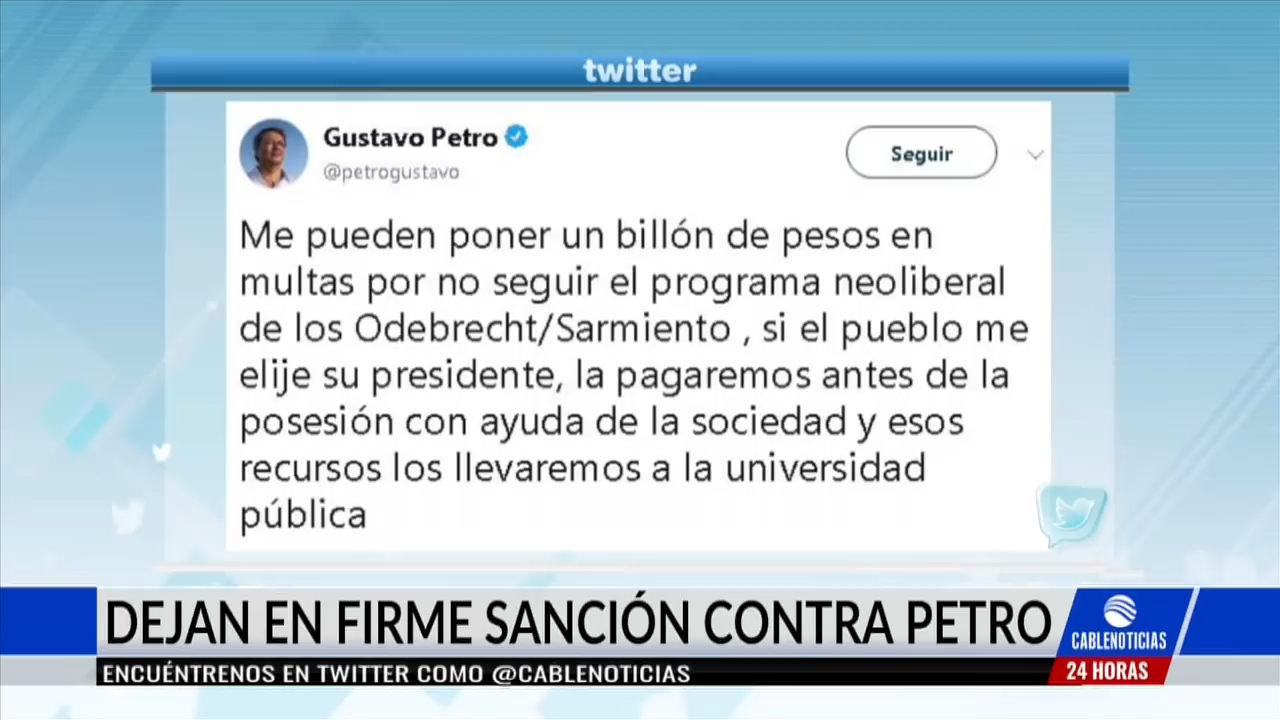 twitter
Gustavo Petro
@petrogustavo
Seguir
Me pueden poner un billón de pesos en
multas por no seguir el programa neoliberal
de los Odebrecht/Sarmiento , si el pueblo me
elije su presidente, la pagaremos antes de la
posesión con ayuda de la sociedad y esos
recursos los llevaremos a la universidad
pública
DEJAN EN FIRME SANCIÓN CONTRA PETRO
CABLENOTICIAS
24 HORAS
ENCUÉNTRENOS EN TWITTER COMO @CABLENOTICIAS